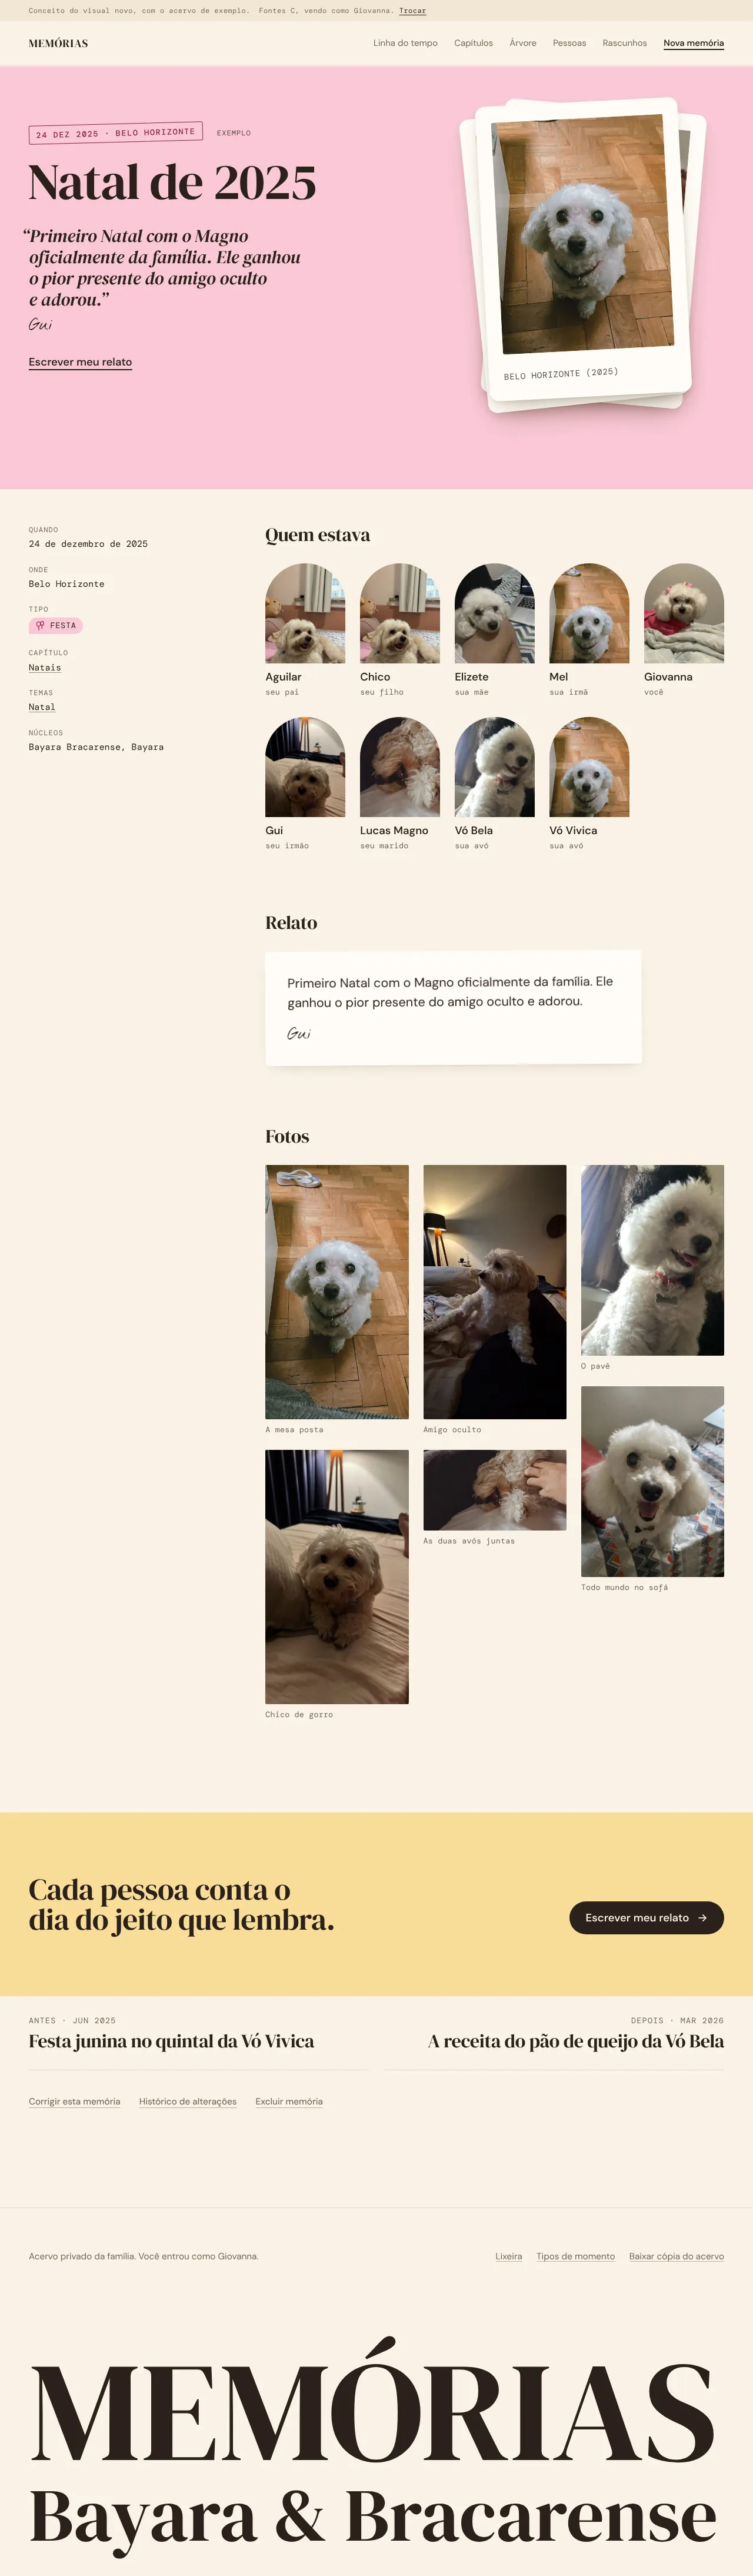 Conceito do visual novo, com o acervo de exemplo. Fontes C, vendo como Giovanna. Trocar
MEMÓRIAS
Linha do tempo Capítulos Árvore Pessoas Rascunhos Nova memória
24 DEZ 2025 · BELO HORIZONTE EXEMPLO
Natal de 2025
“Primeiro Natal com o Magno
oficialmente da família. Ele ganhou
o pior presente do amigo oculto
e adorou.”
Gui
Escrever meu relato
BELO HORIZONTE (2025)
QUANDO
24 de dezembro de 2025
ONDE
Belo Horizonte
TIPO
FESTA
CAPÍTULO
Natais
TEMAS
Natal
NÚCLEOS
Bayara Bracarense, Bayara
Quem estava
Aguilar Chico Elizete Mel Giovanna
seu pai seu filho sua mãe sua irmã você
Gui Lucas Magno Vó Bela Vó Vivica
seu irmão seu marido sua avó sua avó
Relato
Primeiro Natal com o Magno oficialmente da família. Ele
ganhou o pior presente do amigo oculto e adorou.
Gui
Fotos
O pavê
A mesa posta Amigo oculto
As duas avós juntas
Todo mundo no sofá
Chico de gorro
Cada pessoa conta o
dia do jeito que lembra.
Escrever meu relato →
ANTES · JUN 2025
Festa junina no quintal da Vó Vivica
DEPOIS · MAR 2026
A receita do pão de queijo da Vó Bela
Corrigir esta memória Histórico de alterações Excluir memória
Acervo privado da família. Você entrou como Giovanna.
Lixeira Tipos de momento Baixar cópia do acervo
MEMÓRIAS
Bayara & Bracarense